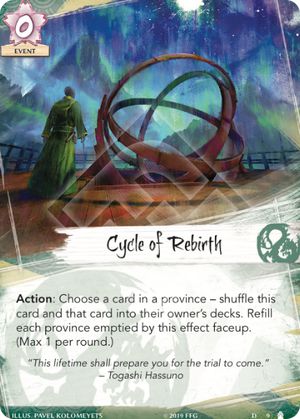 0
EVENT
Cycle of Rebirth
Action: Choose a card in a province – shuffle this
card and that card into their owner's decks. Refill
each province emptied by this effect faceup.
(Max 1 per round.)
"This lifetime shall prepare you for the trial to come."
– Togashi Hassuno
ILLUS. PAVEL KOLOMEYETS © 2019 FFG D 9